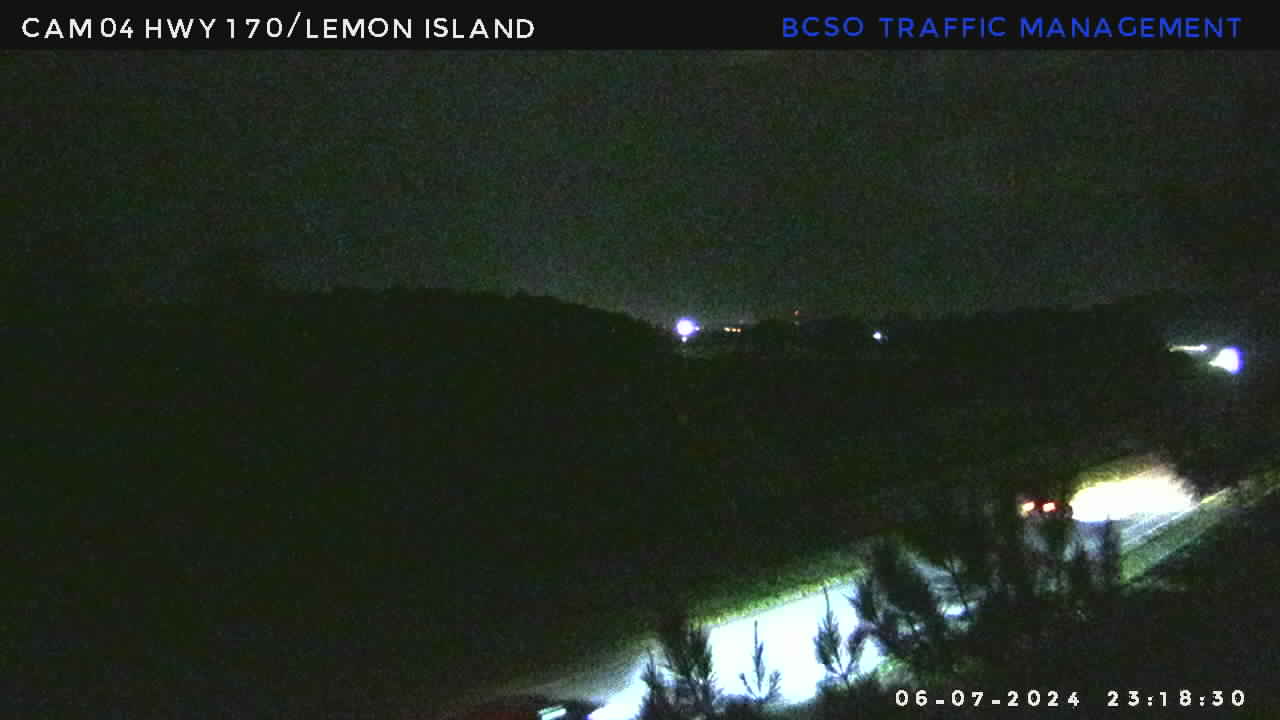 CAM04 HWY 170/LEMON ISLAND
BCSO TRAFFIC MANAGEMENT
06-07-2024 23:18:30